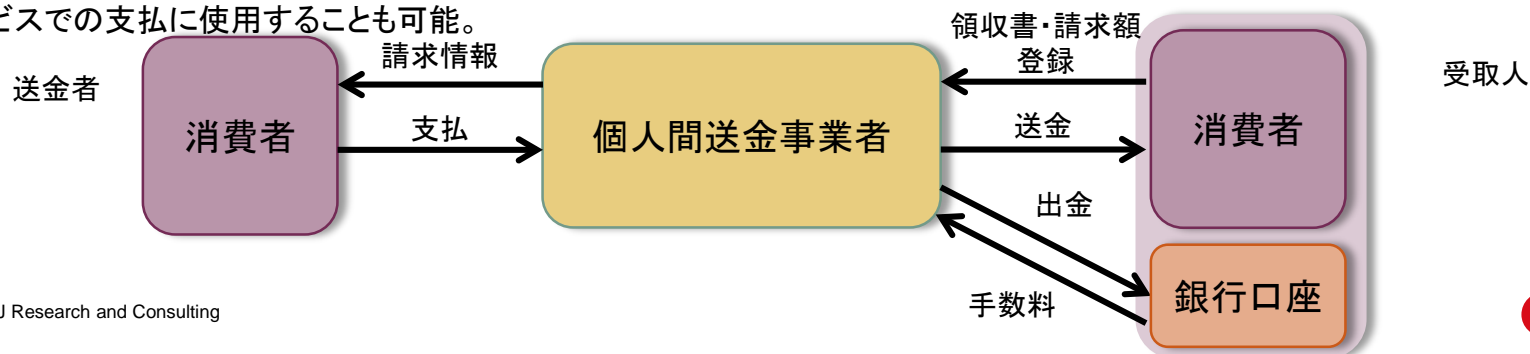 ビスでの支払に使用することも可能。
領収書・請求額
登録
請求情報
送金者
受取人
消費者
支払
個人間送金事業者
送金
消費者
出金
手数料
銀行口座
J Research and Consulting